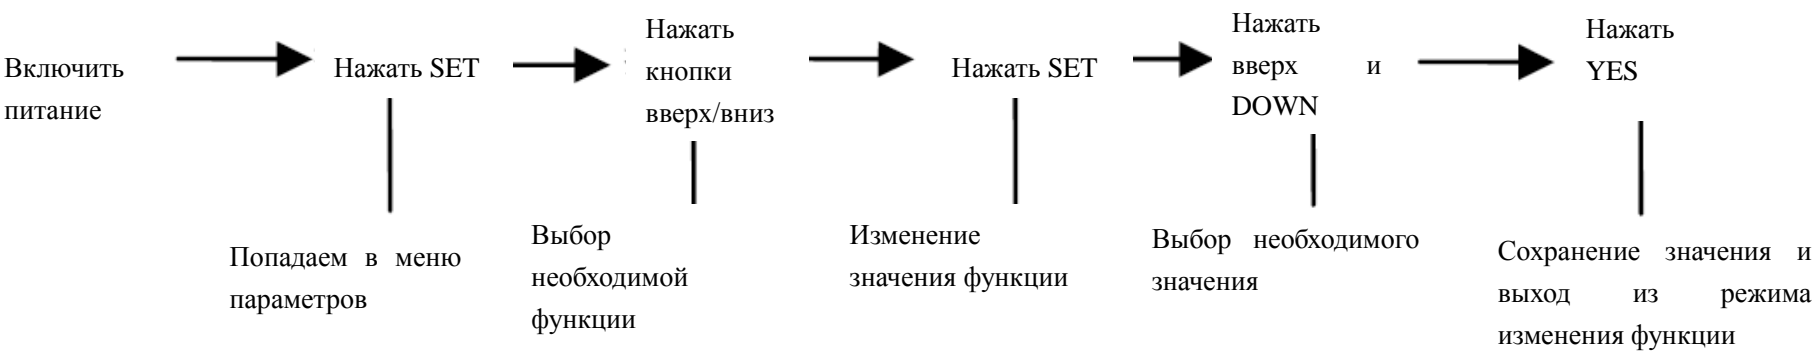 Включить
питание
Нажать SET
Нажать
кнопки
вверх/вниз
Нажать SET
Нажать
вверх и
DOWN
Нажать
YES
Попадаем в меню
параметров
Выбор
необходимой
функции
Изменение
значения функции
Выбор необходимого
значения
Сохранение значения и
выход из режима
изменения функции